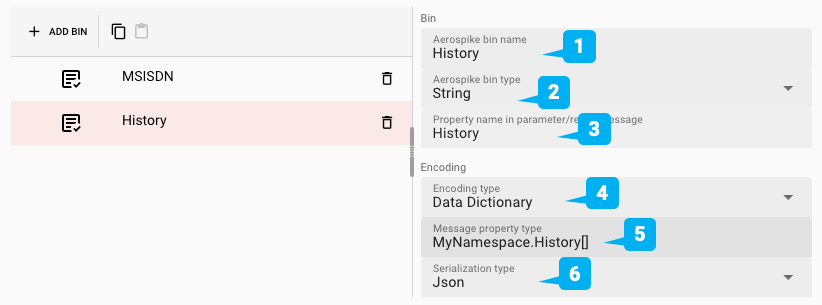 ADD BIN
MSISDN
History
Bin
Aerospike bin name
History
1
Aerospike bin type
String
2
Property name in parameter/re message
History
3
Encoding
Encoding type
Data Dictionary
4
Message property type
MyNamespace.History[]
5
Serialization type
Json
6